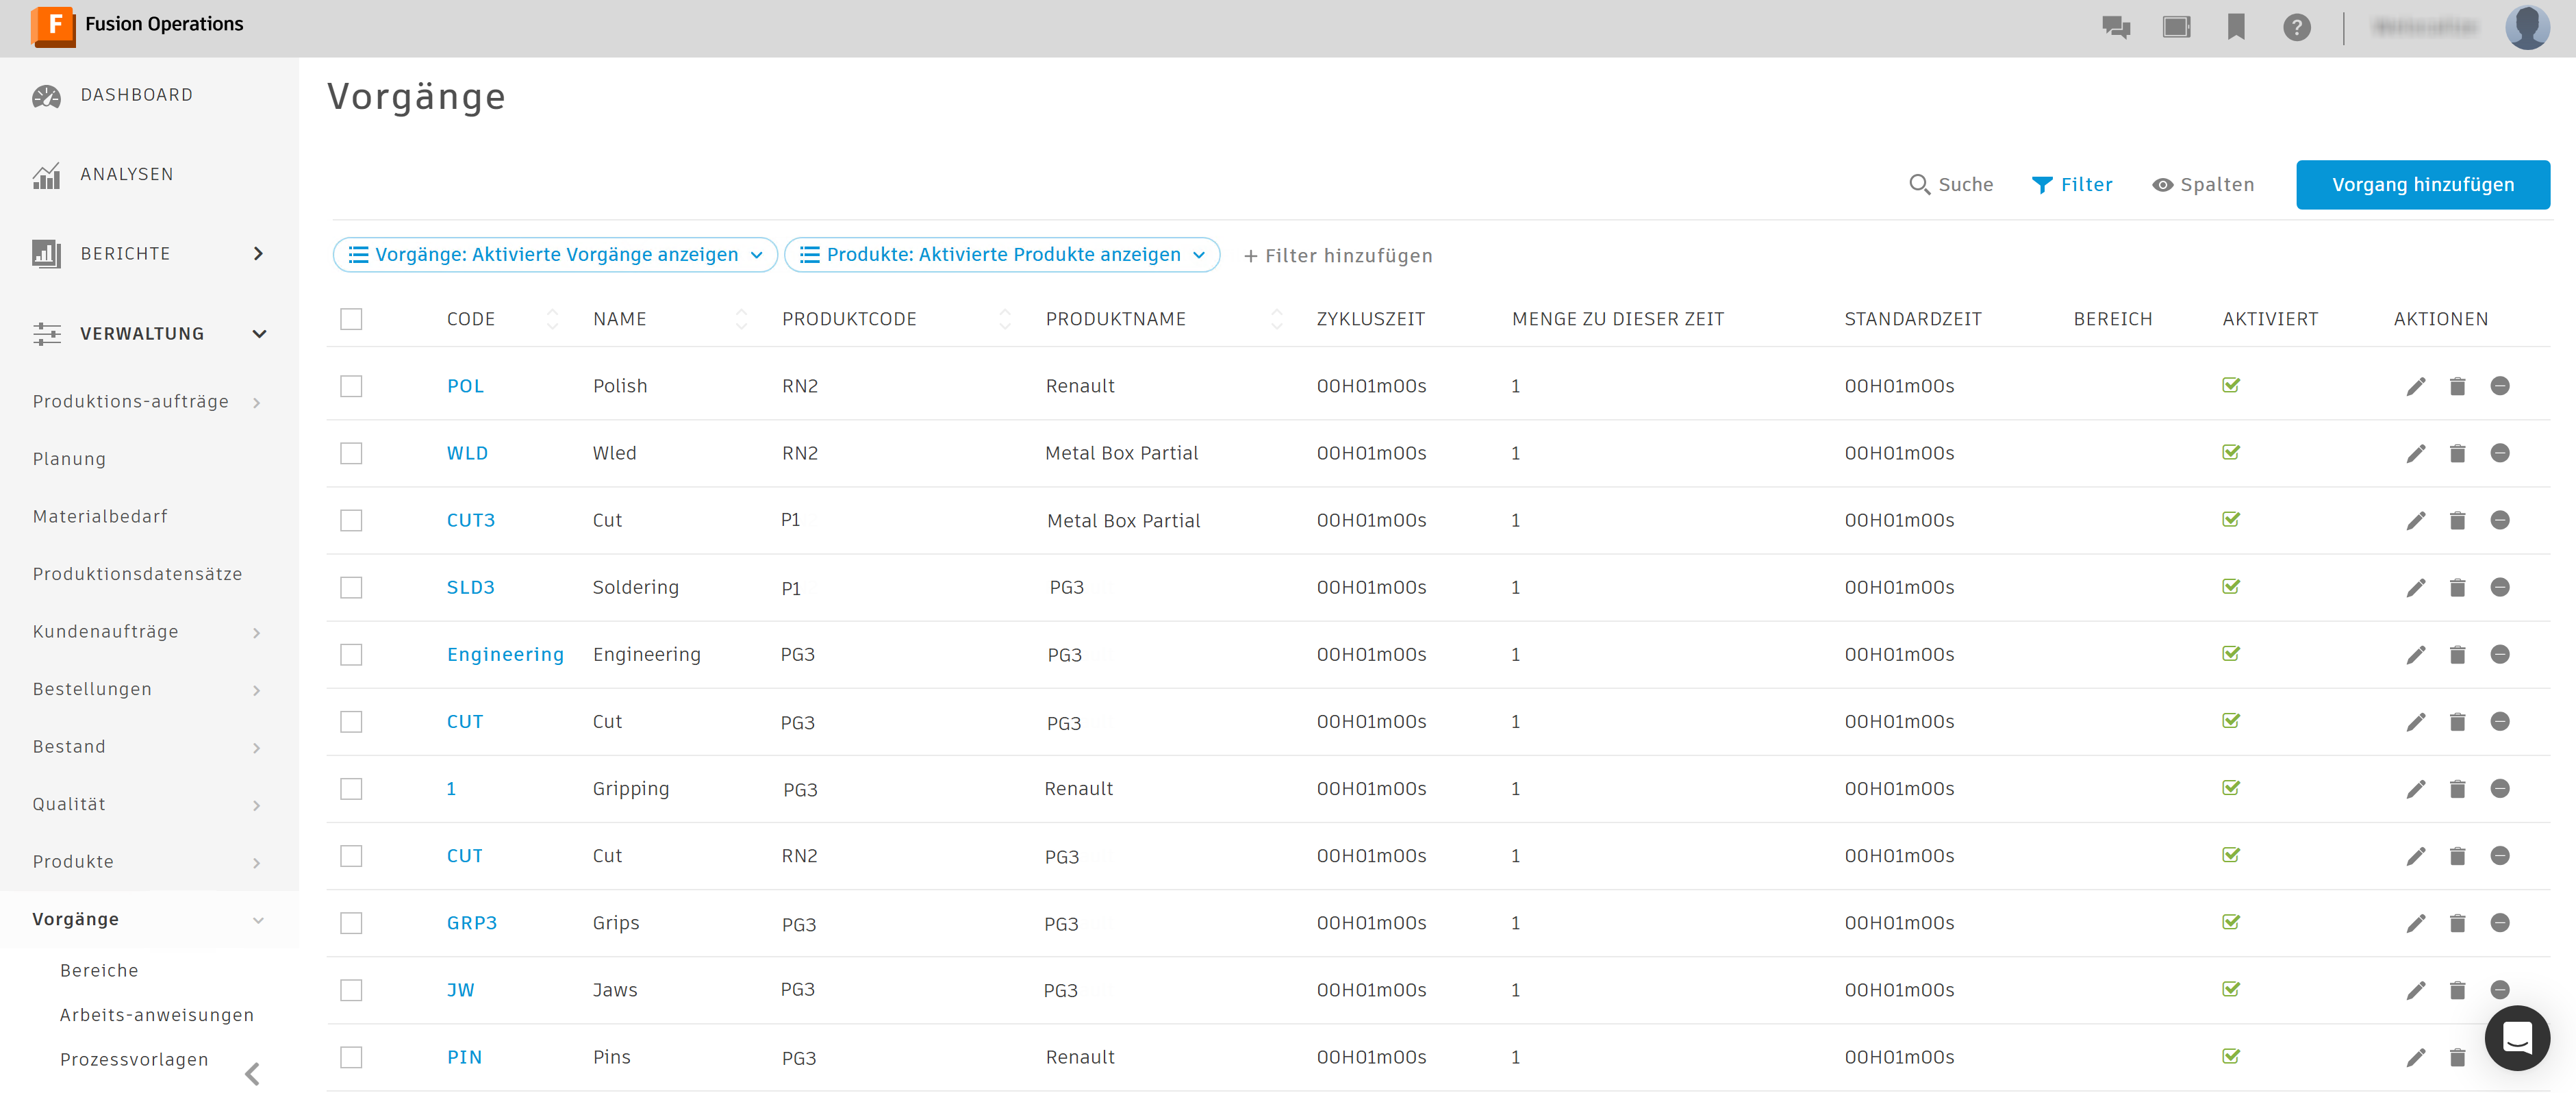 F Fusion Operations
?
DASHBOARD
ANALYSEN
BERICHTE
VERWALTUNG
Produktions-aufträge
Planung
Materialbedarf
Produktionsdatensätze
Kundenaufträge
Bestellungen
Bestand
Qualität
Produkte
Vorgänge
Bereiche
Arbeits-anweisungen
Prozessvorlagen
Vorgänge
Suche Filter Spalten Vorgang hinzufügen
Vorgänge: Aktivierte Vorgänge anzeigen Produkte: Aktivierte Produkte anzeigen + Filter hinzufügen
CODE NAME PRODUKTCODE PRODUKTNAME ZYKLUSZEIT MENGE ZU DIESER ZEIT STANDARDZEIT BEREICH AKTIVIERT AKTIONEN
POL Polish RN2 Renault 00H01m00s 1 00H01m00s
WLD Wled RN2 Metal Box Partial 00H01m00s 1 00H01m00s
CUT3 Cut P1 Metal Box Partial 00H01m00s 1 00H01m00s
SLD3 Soldering P1 PG3 00H01m00s 1 00H01m00s
Engineering Engineering PG3 PG3 00H01m00s 1 00H01m00s
CUT Cut PG3 PG3 00H01m00s 1 00H01m00s
1 Gripping PG3 Renault 00H01m00s 1 00H01m00s
CUT Cut RN2 PG3 00H01m00s 1 00H01m00s
GRP3 Grips PG3 PG3 00H01m00s 1 00H01m00s
JW Jaws PG3 PG3 00H01m00s 1 00H01m00s
PIN Pins PG3 Renault 00H01m00s 1 00H01m00s